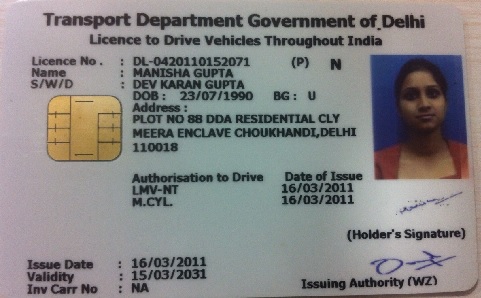 Transport Department Government of Delhi
Licence to Drive Vehicles Throughout India
Licence No. : DL-0420110152071 (P) N
Name : MANISHA GUPTA
S/W/D : DEV KARAN GUPTA
DOB : 23/07/1990 BG : U
Address :
PLOT NO 88 DDA RESIDENTIAL CLY
MEERA ENCLAVE CHOUKHANDI,DELHI
110018
Authorisation to Drive Date of Issue
LMV-NT 16/03/2011
M.CYL. 16/03/2011
(Holder's Signature)
Issue Date : 16/03/2011
Validity : 15/03/2031
Inv Carr No : NA
Issuing Authority (WZ)